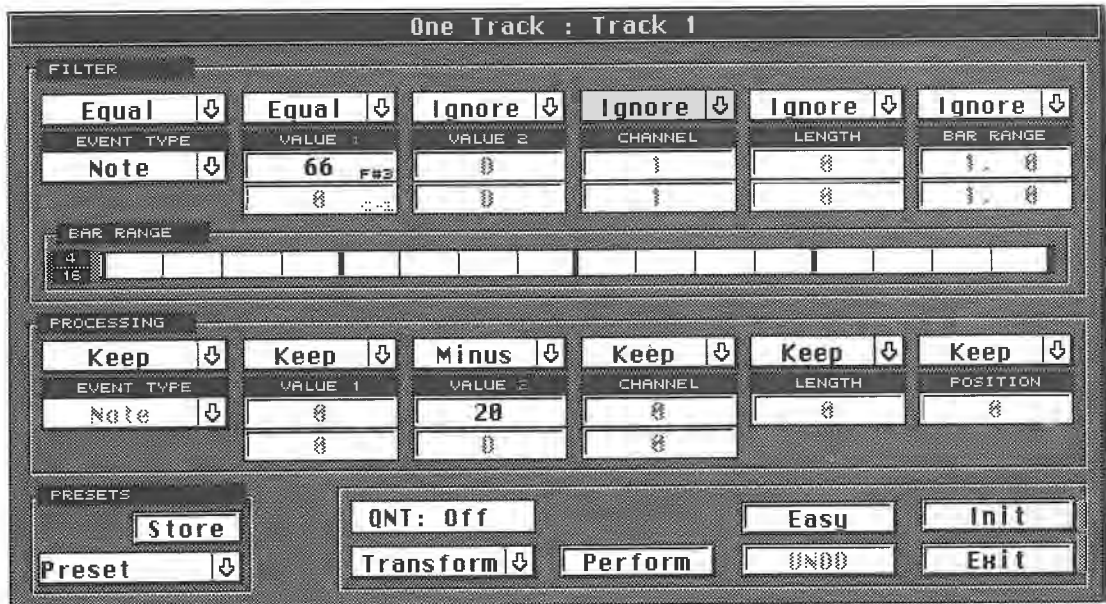 One Track : Track 1
FILTER
Equal Equal Ignore Ignore Ignore Ignore
EVENT TYPE VALUE 1 VALUE 2 CHANNEL LENGTH BAR RANGE
Note 66 F#3 0 1 0 1. 0
0 C-2 0 1 0 1. 0
BAR RANGE
4
16
PROCESSING
Keep Keep Minus Keep Keep Keep
EVENT TYPE VALUE 1 VALUE 2 CHANNEL LENGTH POSITION
Note 0 20 0 0 0
0 0 0
PRESETS
Store
Preset
QNT: Off Easy Init
Transform Perform UNDO Exit